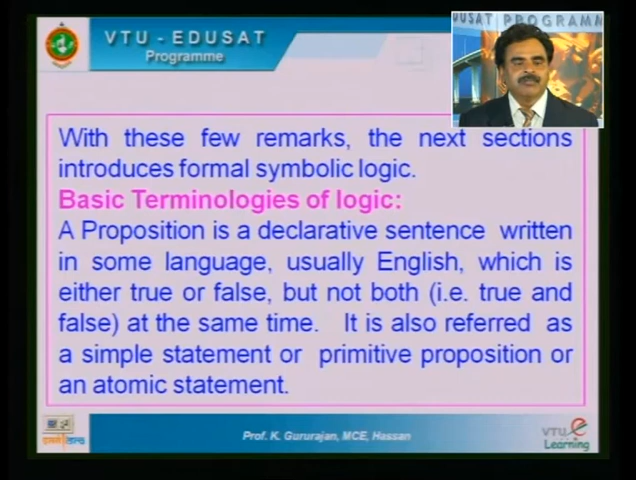 VTU - EDUSAT
Programme
DUSAT PROGRAMM
With these few remarks, the next sections
introduces formal symbolic logic.
Basic Terminologies of logic:
A Proposition is a declarative sentence written
in some language, usually English, which is
either true or false, but not both (i.e. true and
false) at the same time. It is also referred as
a simple statement or primitive proposition or
an atomic statement.
Prof. K. Gururajan, MCE, Hassan
VTU e
Learning